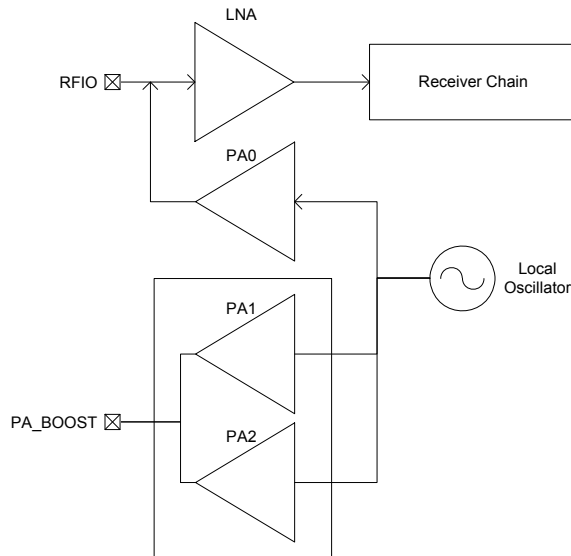 LNA
RFIO
Receiver Chain
PA0
Local
Oscillator
PA1
PA_BOOST
PA2